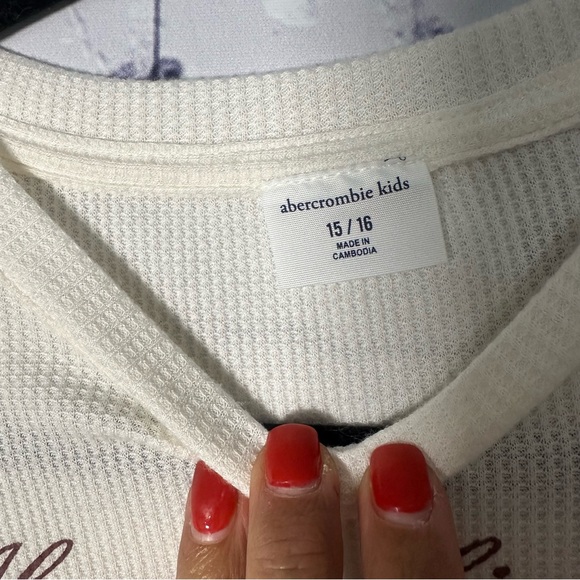 abercrombie kids
15 / 16
MADE IN
CAMBODIA